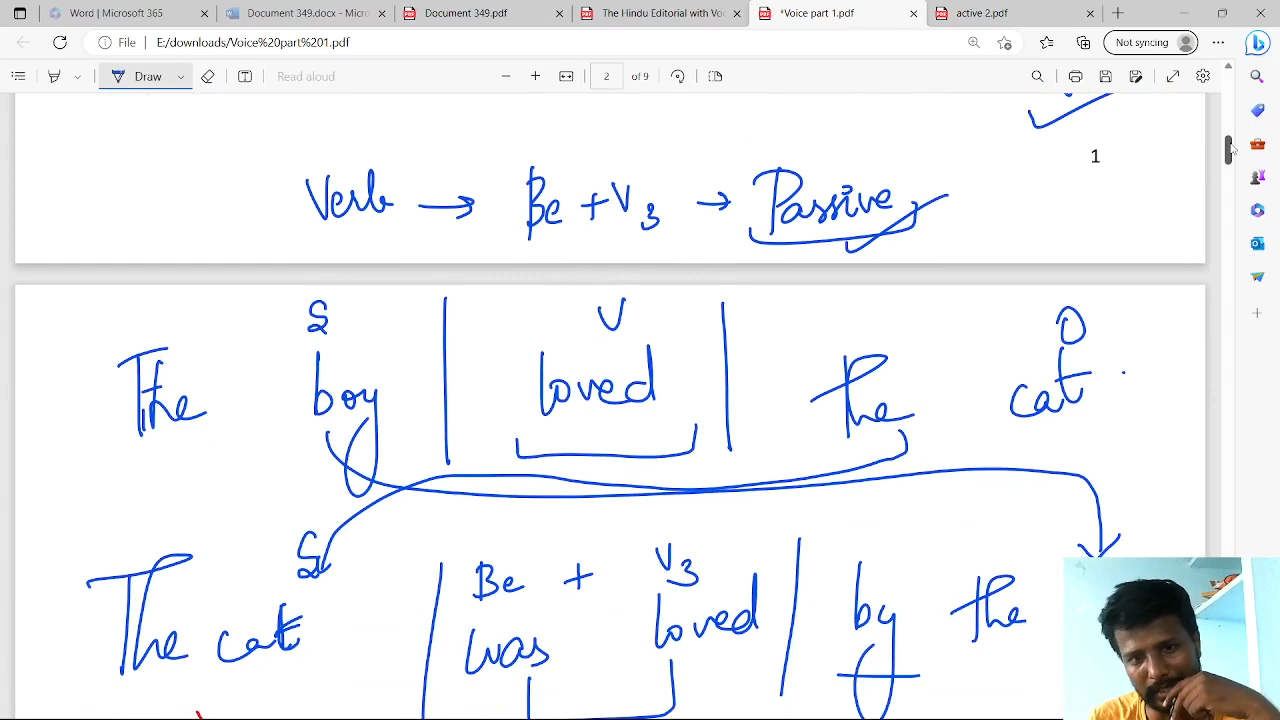 Word | Microsoft 365
Document 349.docx - Micros
Document 349.pdf
The Hindu Editorial with Voc
*Voice part 1.pdf
active 2.pdf
File
E:/downloads/Voice%20part%201.pdf
Not syncing
Draw
Read aloud
2
of 9
1
Verb → Be + V3 → Passive
S V O
The boy | loved | the cat
S Be + V3
The cat | was loved | by the